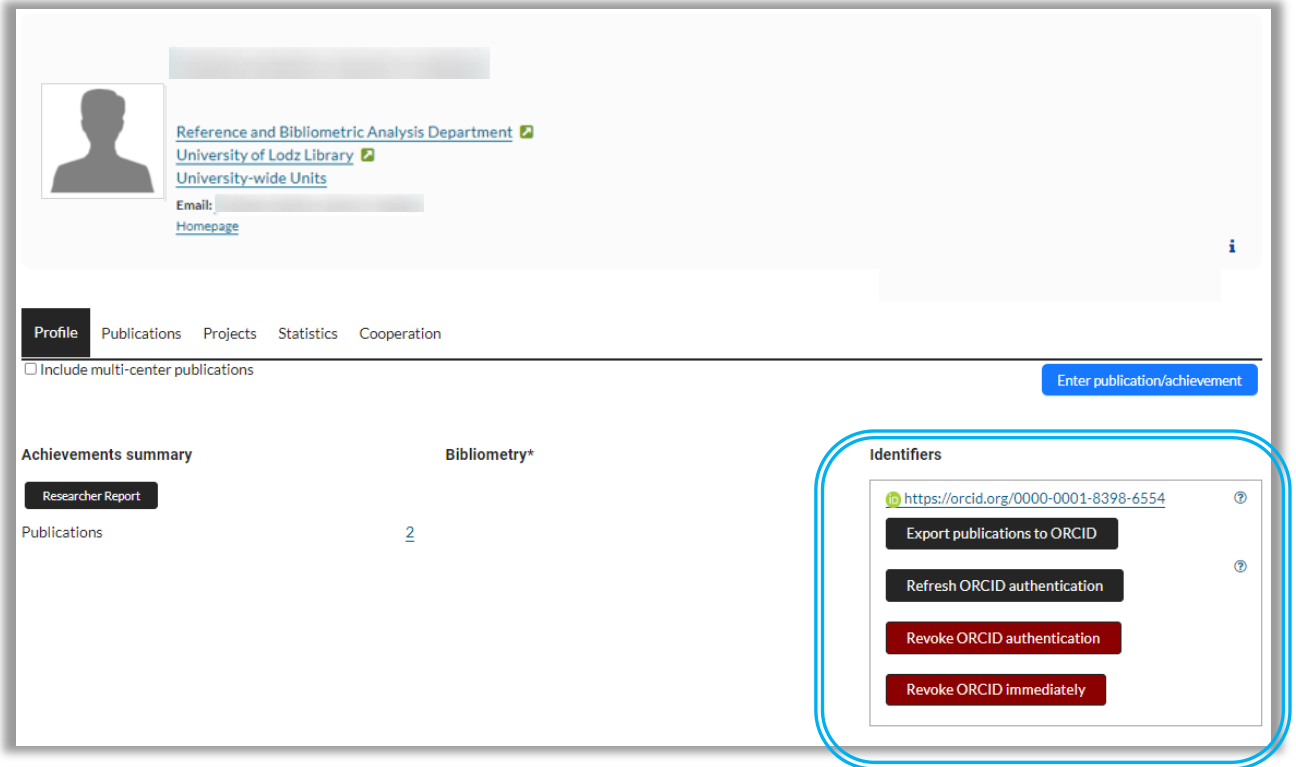 Reference and Bibliometric Analysis Department
University of Lodz Library
University-wide Units
Email:
Homepage
i
Profile Publications Projects Statistics Cooperation
Include multi-center publications
Enter publication/achievement
Achievements summary
Bibliometry*
Identifiers
Researcher Report
Publications 2
iD https://orcid.org/0000-0001-8398-6554 ?
Export publications to ORCID
?
Refresh ORCID authentication
Revoke ORCID authentication
Revoke ORCID immediately